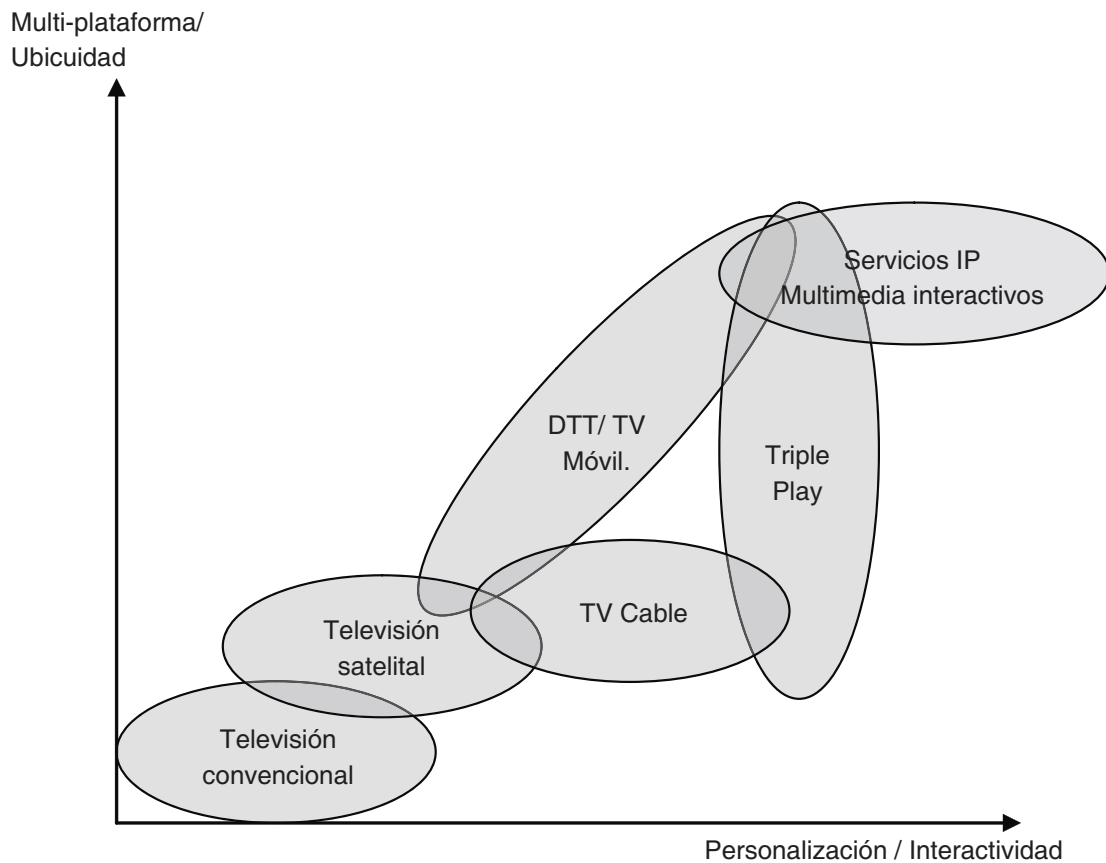 Multi-plataforma/
Ubicuidad
Servicios IP
Multimedia interactivos
DTT/ TV
Móvil.
Triple
Play
TV Cable
Televisión
satelital
Televisión
convencional
Personalización / Interactividad